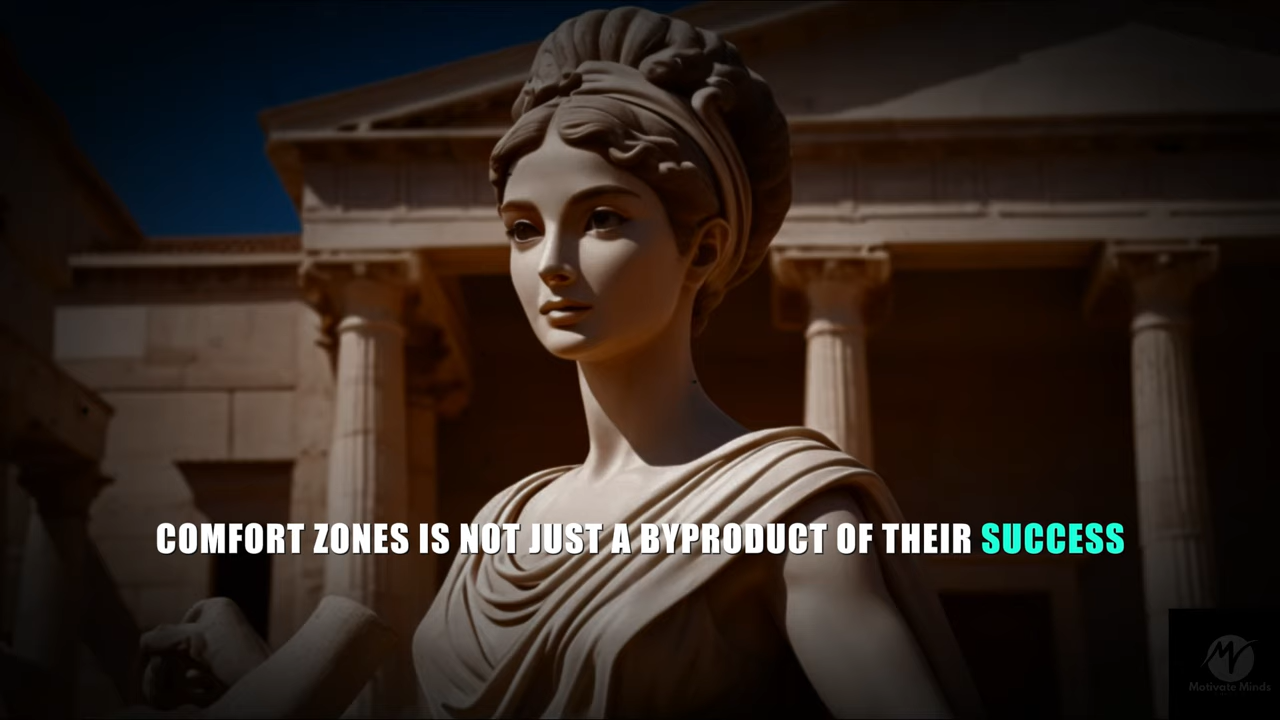 COMFORT ZONES IS NOT JUST A BYPRODUCT OF THEIR SUCCESS
Motivate Minds